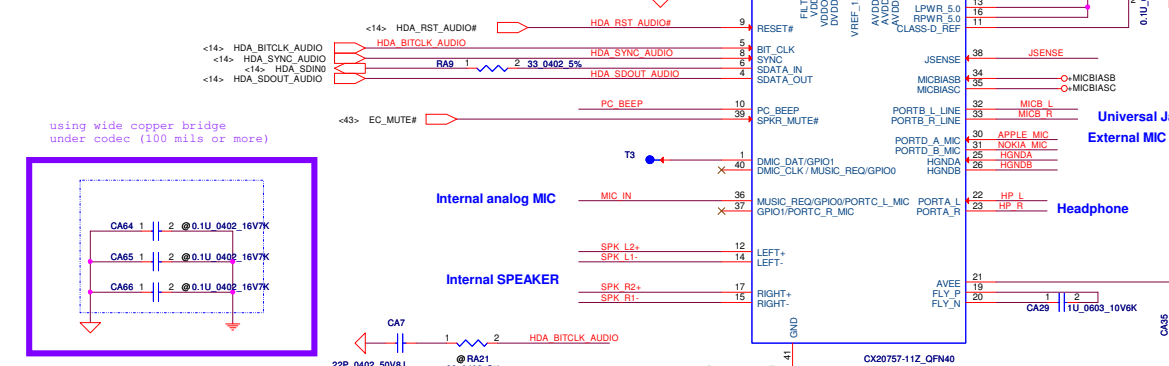 13
LPWR_5.0
16
RPWR_5.0
11
CLASS-D_REF
FILT
VREF_1
AVDD
AVDD
AVDD
0.1U_0
<14> HDA_RST_AUDIO#
HDA_RST_AUDIO#
9
RESET#
<14> HDA_BITCLK_AUDIO
HDA_BITCLK_AUDIO
5
BIT_CLK
<14> HDA_SYNC_AUDIO
HDA_SYNC_AUDIO
8
SYNC
<14> HDA_SDIN0
RA9 1 2 33_0402_5%
6
SDATA_IN
<14> HDA_SDOUT_AUDIO
HDA_SDOUT_AUDIO
4
SDATA_OUT
38
JSENSE
JSENSE
34
MICBIASB
+MICBIASB
35
MICBIASC
+MICBIASC
PC_BEEP
10
PC_BEEP
<43> EC_MUTE#
39
SPKR_MUTE#
32
PORTB_L_LINE
MICB_L
33
PORTB_R_LINE
MICB_R
Universal Ja
External MIC
using wide copper bridge
under codec (100 mils or more)
30
PORTD_A_MIC
APPLE_MIC
31
PORTD_B_MIC
NOKIA_MIC
25
HGNDA
HGNDA
26
HGNDB
HGNDB
T3
1
DMIC_DAT/GPIO1
40
DMIC_CLK / MUSIC_REQ/GPIO0
Internal analog MIC
MIC_IN
36
MUSIC_REQ/GPIO0/PORTC_L_MIC
37
GPIO1/PORTC_R_MIC
22
PORTA_L
HP_L
23
PORTA_R
HP_R
Headphone
CA64 1 2 @0.1U_0402_16V7K
CA65 1 2 @0.1U_0402_16V7K
CA66 1 2 @0.1U_0402_16V7K
SPK_L2+
12
LEFT+
SPK_L1-
14
LEFT-
Internal SPEAKER
SPK_R2+
17
RIGHT+
SPK_R1-
15
RIGHT-
21
AVEE
19
FLY_P
20
FLY_N
CA29
1 2
1U_0603_10V6K
CA35
CA7
1 2
HDA_BITCLK_AUDIO
@RA21
GND
41
CX20757-11Z_QFN40